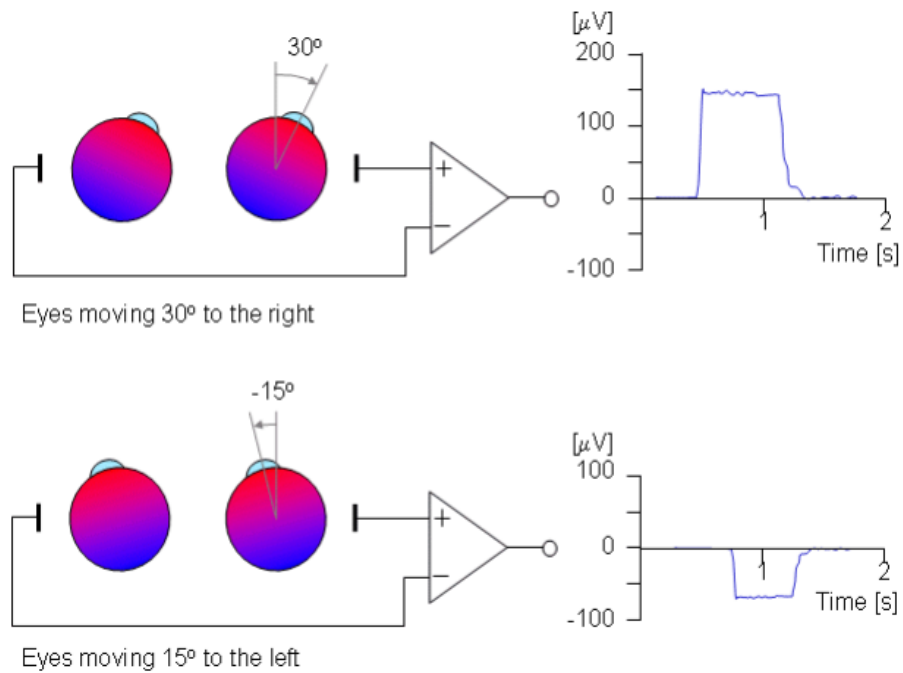 30º
+
−
[µV]
200
100
0
-100
1
2
Time [s]
Eyes moving 30º to the right
-15º
+
−
[µV]
100
0
-100
1
2
Time [s]
Eyes moving 15º to the left